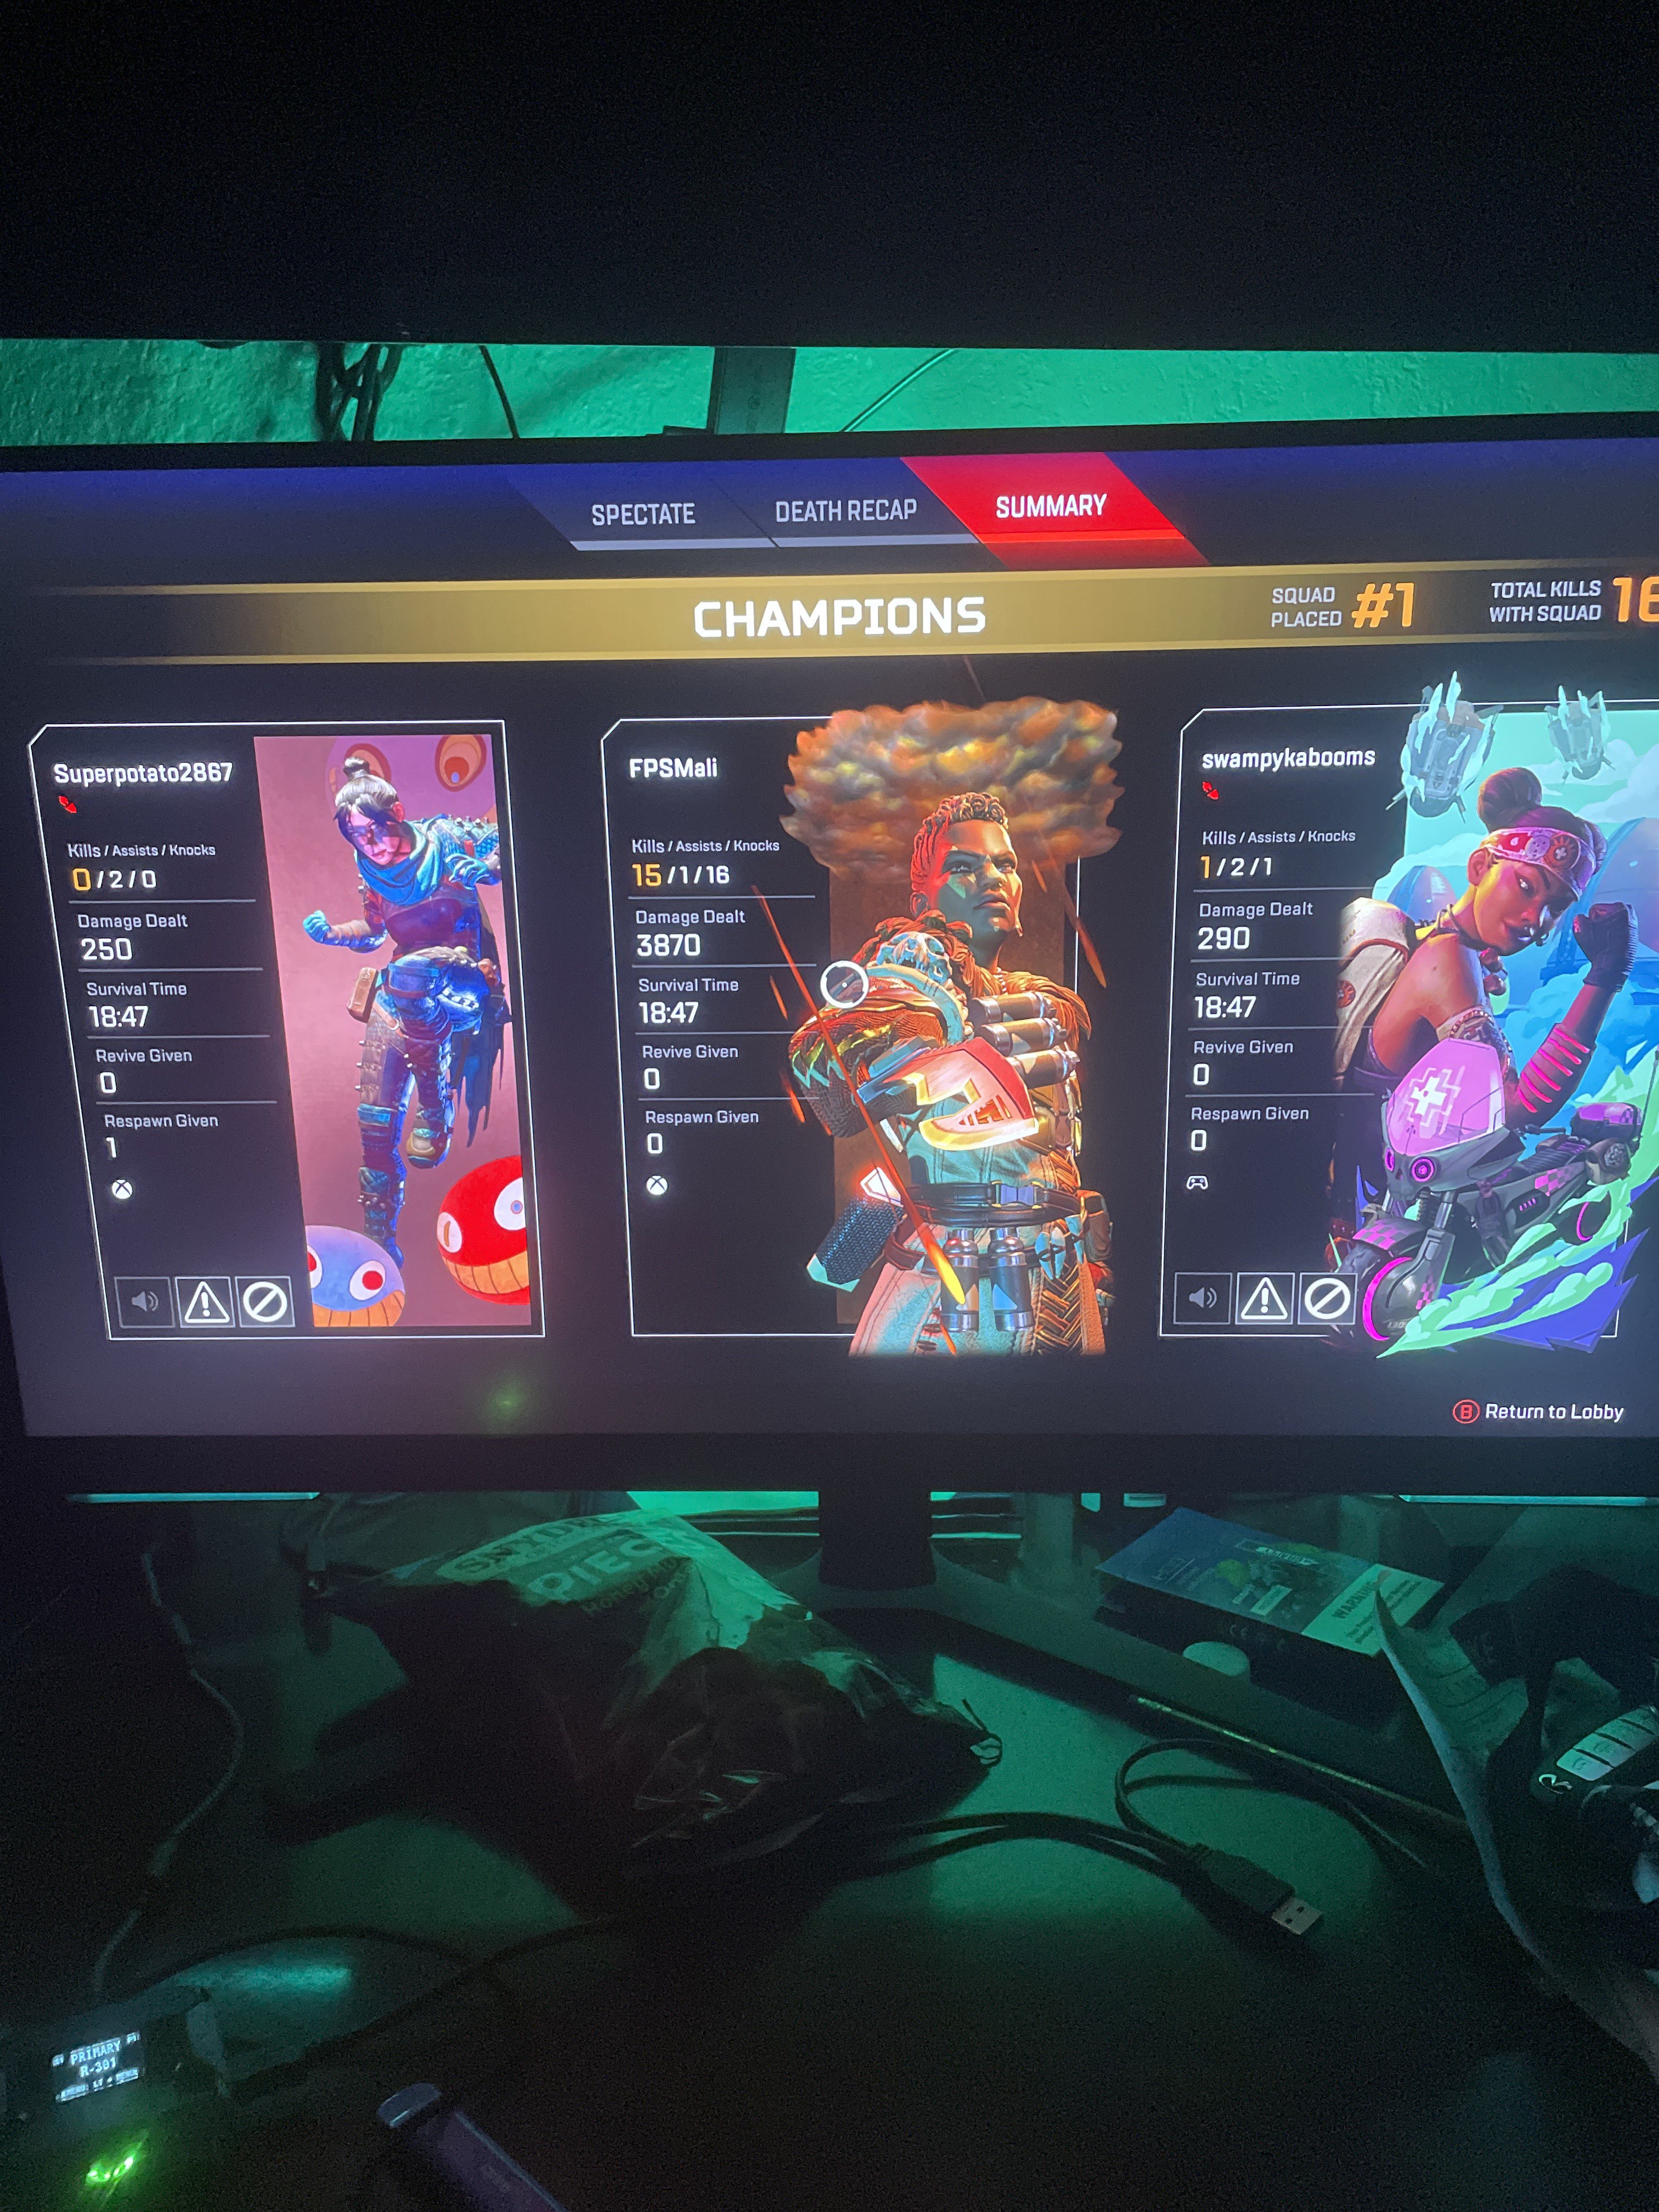 SPECTATE
DEATH RECAP
SUMMARY
CHAMPIONS
SQUAD
PLACED #1
TOTAL KILLS
WITH SQUAD 16
Superpotato2867
Kills / Assists / Knocks
0/2/0
Damage Dealt
250
Survival Time
18:47
Revive Given
0
Respawn Given
1
FPSMali
Kills / Assists / Knocks
15/1/16
Damage Dealt
3870
Survival Time
18:47
Revive Given
0
Respawn Given
0
swampykabooms
Kills / Assists / Knocks
1/2/1
Damage Dealt
290
Survival Time
18:47
Revive Given
0
Respawn Given
0
B Return to Lobby
PIEC
Honey
WARNING
PRIMARY
R-301